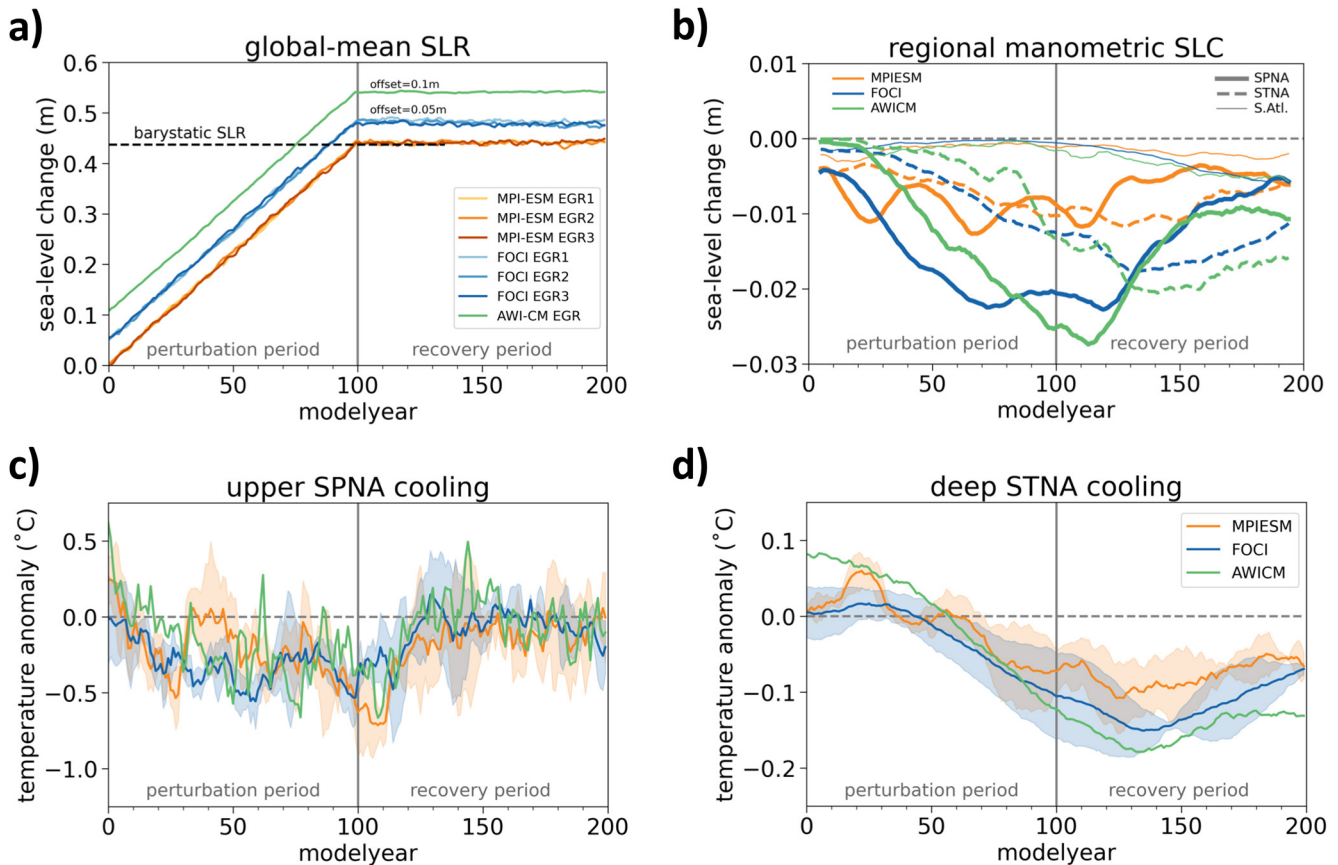 a)
global-mean SLR
sea-level change (m)
0.6
0.5
0.4
0.3
0.2
0.1
0.0
offset=0.1m
offset=0.05m
barystatic SLR
MPI-ESM EGR1
MPI-ESM EGR2
MPI-ESM EGR3
FOCI EGR1
FOCI EGR2
FOCI EGR3
AWI-CM EGR
perturbation period
recovery period
0 50 100 150 200
modelyear
b)
regional manometric SLC
sea-level change (m)
0.01
0.00
−0.01
−0.02
−0.03
MPIESM
FOCI
AWICM
SPNA
STNA
S.Atl.
perturbation period
recovery period
0 50 100 150 200
modelyear
c)
upper SPNA cooling
temperature anomaly (˚C)
0.5
0.0
−0.5
−1.0
perturbation period
recovery period
0 50 100 150 200
modelyear
d)
deep STNA cooling
temperature anomaly (˚C)
0.1
0.0
−0.1
−0.2
MPIESM
FOCI
AWICM
perturbation period
recovery period
0 50 100 150 200
modelyear